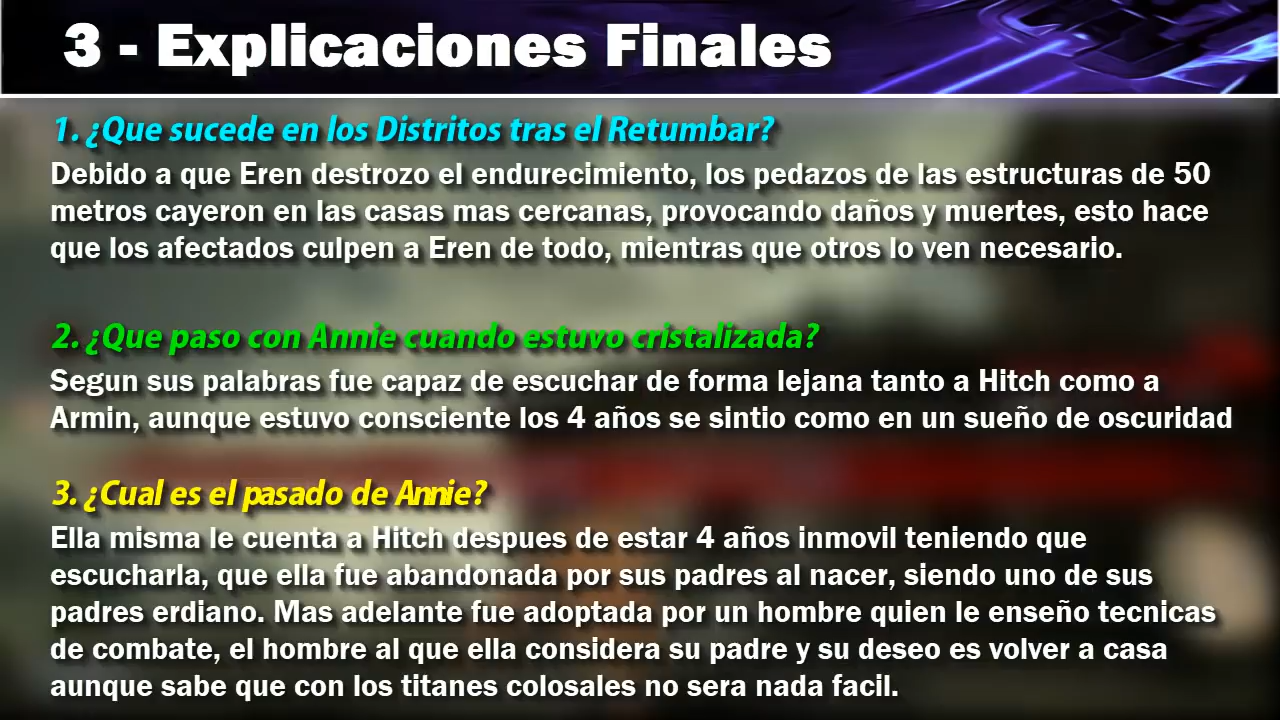 3 - Explicaciones Finales
1. ¿Que sucede en los Distritos tras el Retumbar?
Debido a que Eren destrozo el endurecimiento, los pedazos de las estructuras de 50
metros cayeron en las casas mas cercanas, provocando daños y muertes, esto hace
que los afectados culpen a Eren de todo, mientras que otros lo ven necesario.
2. ¿Que paso con Annie cuando estuvo cristalizada?
Segun sus palabras fue capaz de escuchar de forma lejana tanto a Hitch como a
Armin, aunque estuvo consciente los 4 años se sintio como en un sueño de oscuridad
3. ¿Cual es el pasado de Annie?
Ella misma le cuenta a Hitch despues de estar 4 años inmovil teniendo que
escucharla, que ella fue abandonada por sus padres al nacer, siendo uno de sus
padres erdiano. Mas adelante fue adoptada por un hombre quien le enseño tecnicas
de combate, el hombre al que ella considera su padre y su deseo es volver a casa
aunque sabe que con los titanes colosales no sera nada facil.